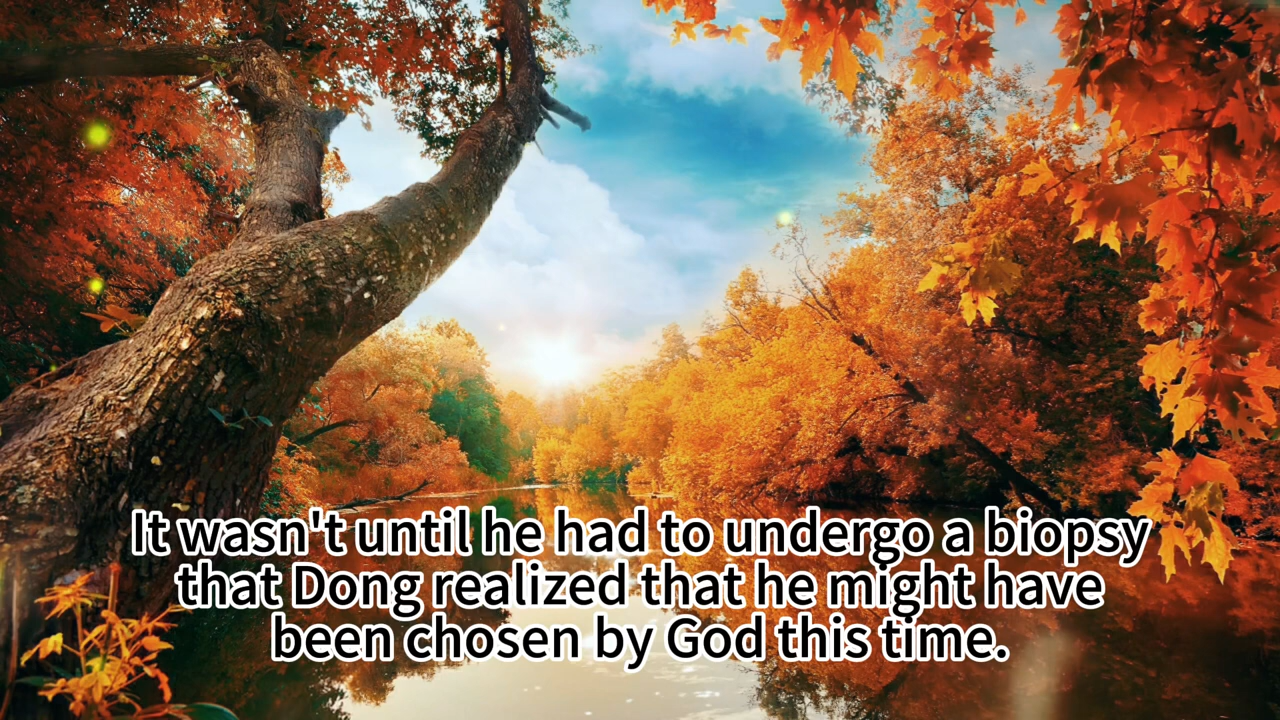 It wasn't until he had to undergo a biopsy
that Dong realized that he might have
been chosen by God this time.